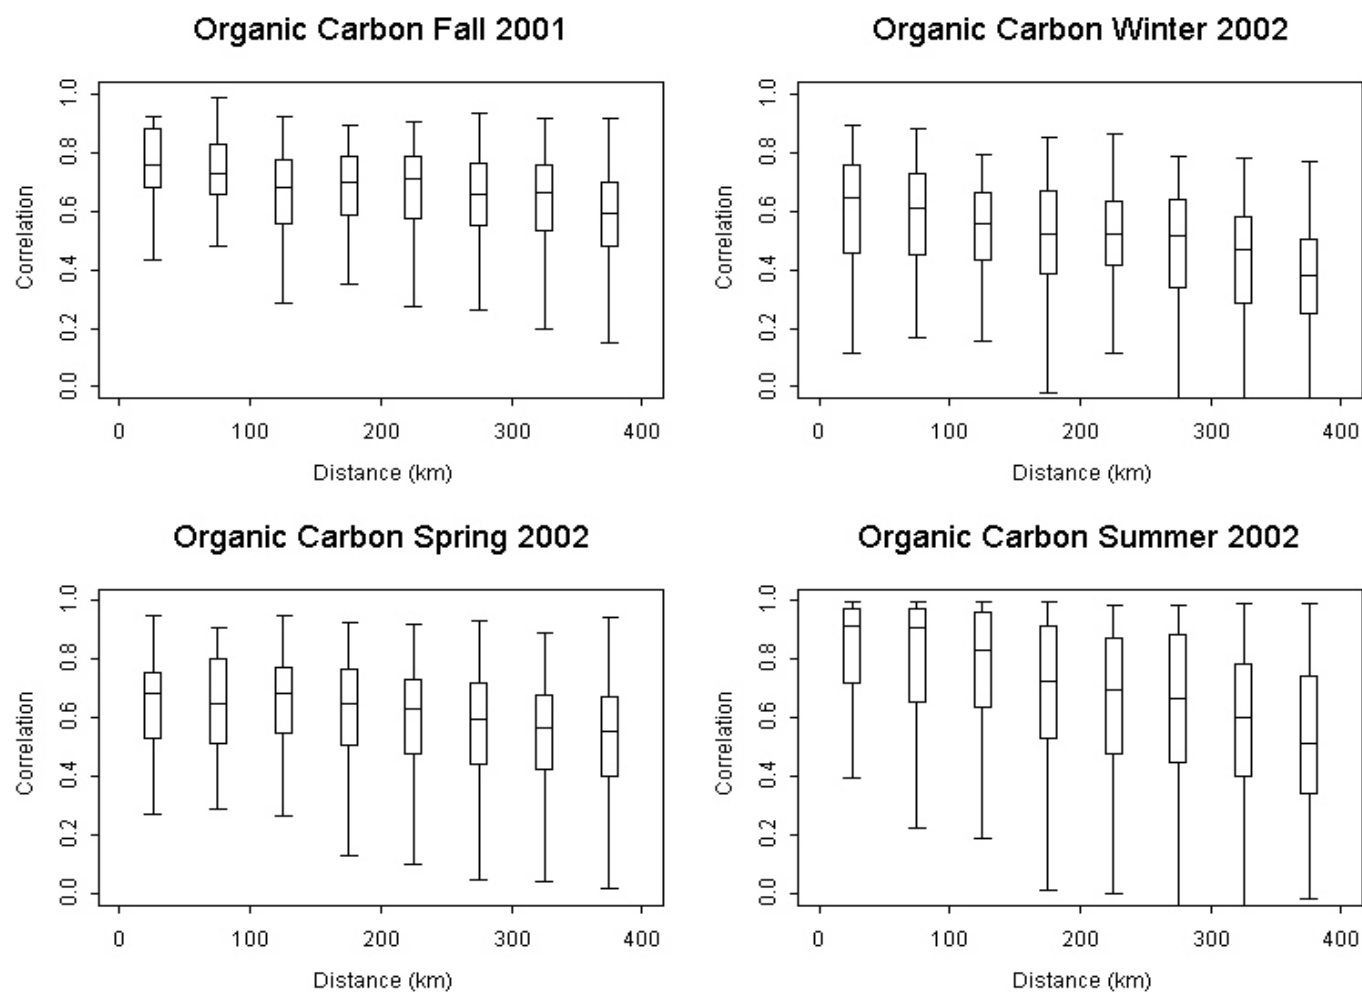 Organic Carbon Fall 2001
Correlation
0.0 0.2 0.4 0.6 0.8 1.0
0 100 200 300 400
Distance (km)
Organic Carbon Winter 2002
Correlation
0.0 0.2 0.4 0.6 0.8 1.0
0 100 200 300 400
Distance (km)
Organic Carbon Spring 2002
Correlation
0.0 0.2 0.4 0.6 0.8 1.0
0 100 200 300 400
Distance (km)
Organic Carbon Summer 2002
Correlation
0.0 0.2 0.4 0.6 0.8 1.0
0 100 200 300 400
Distance (km)